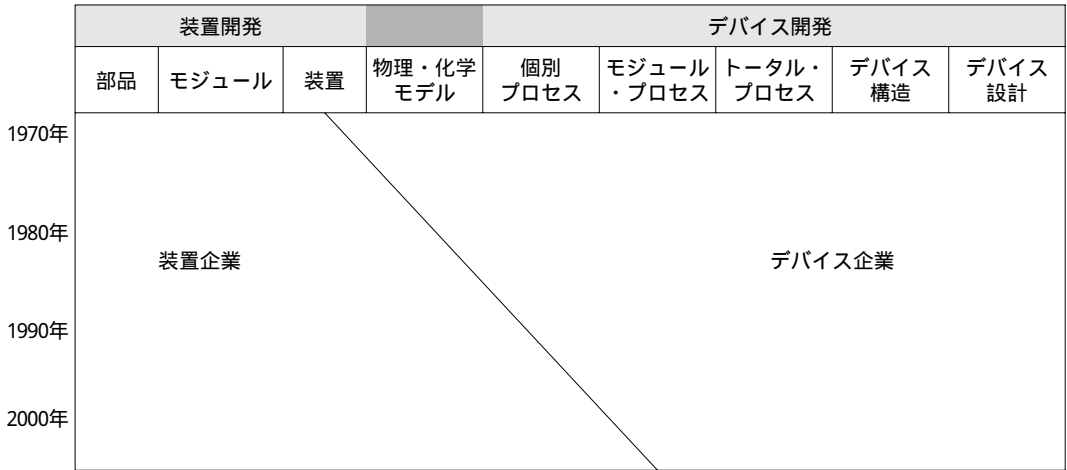 装置開発
デバイス開発
部品
モジュール
装置
物理・化学
モデル
個別
プロセス
モジュール
・プロセス
トータル・
プロセス
デバイス
構造
デバイス
設計
1970年
1980年
装置企業
デバイス企業
1990年
2000年